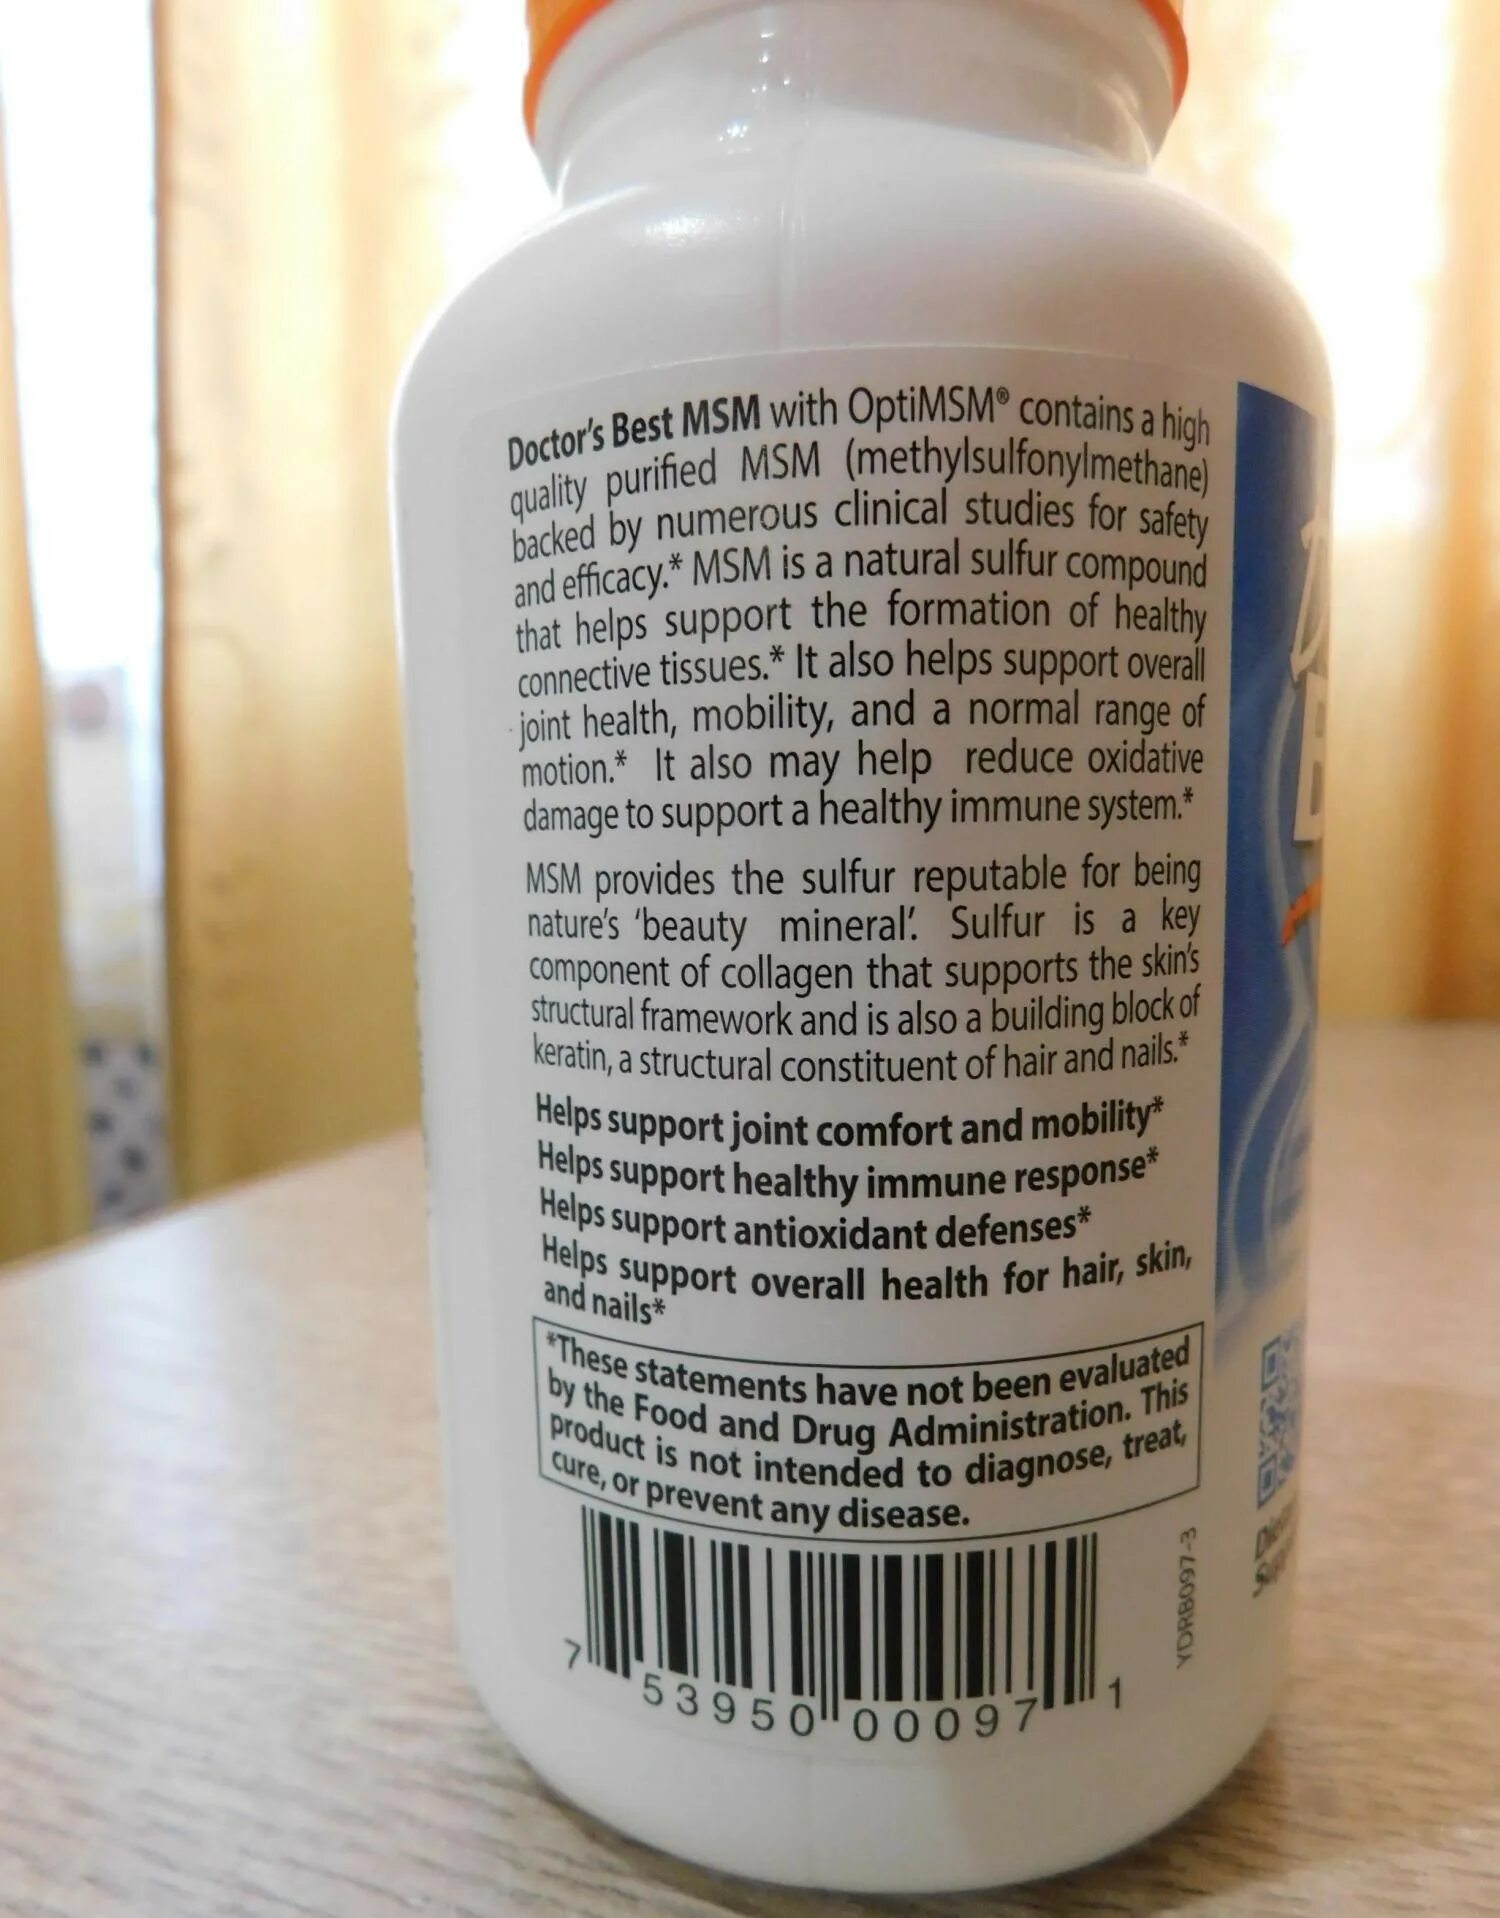 Doctor's Best MSM with OptiMSM® contains a high
quality purified MSM (methylsulfonylmethane)
backed by numerous clinical studies for safety
and efficacy.* MSM is a natural sulfur compound
that helps support the formation of healthy
connective tissues.* It also helps support overall
joint health, mobility, and a normal range of
motion.* It also may help reduce oxidative
damage to support a healthy immune system.*
MSM provides the sulfur reputable for being
nature's 'beauty mineral'. Sulfur is a key
component of collagen that supports the skin's
structural framework and is also a building block of
keratin, a structural constituent of hair and nails.*
Helps support joint comfort and mobility*
Helps support healthy immune response*
Helps support antioxidant defenses*
Helps support overall health for hair, skin,
and nails*
*These statements have not been evaluated
by the Food and Drug Administration. This
product is not intended to diagnose, treat,
cure, or prevent any disease.
7 53950 00097 1
YDRB097-3